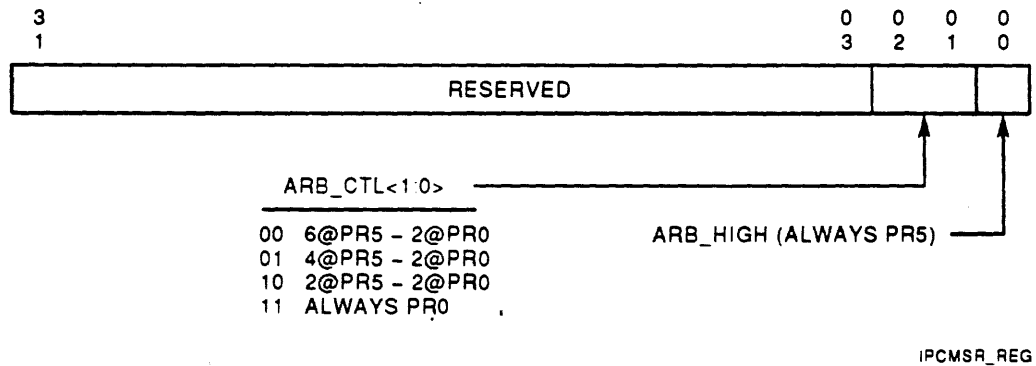 3 0 0 0 0
1 3 2 1 0
RESERVED
ARB_CTL<1:0>
00 6@PR5 – 2@PR0
01 4@PR5 – 2@PR0
10 2@PR5 – 2@PR0
11 ALWAYS PR0
ARB_HIGH (ALWAYS PR5)
IPCMSR_REG